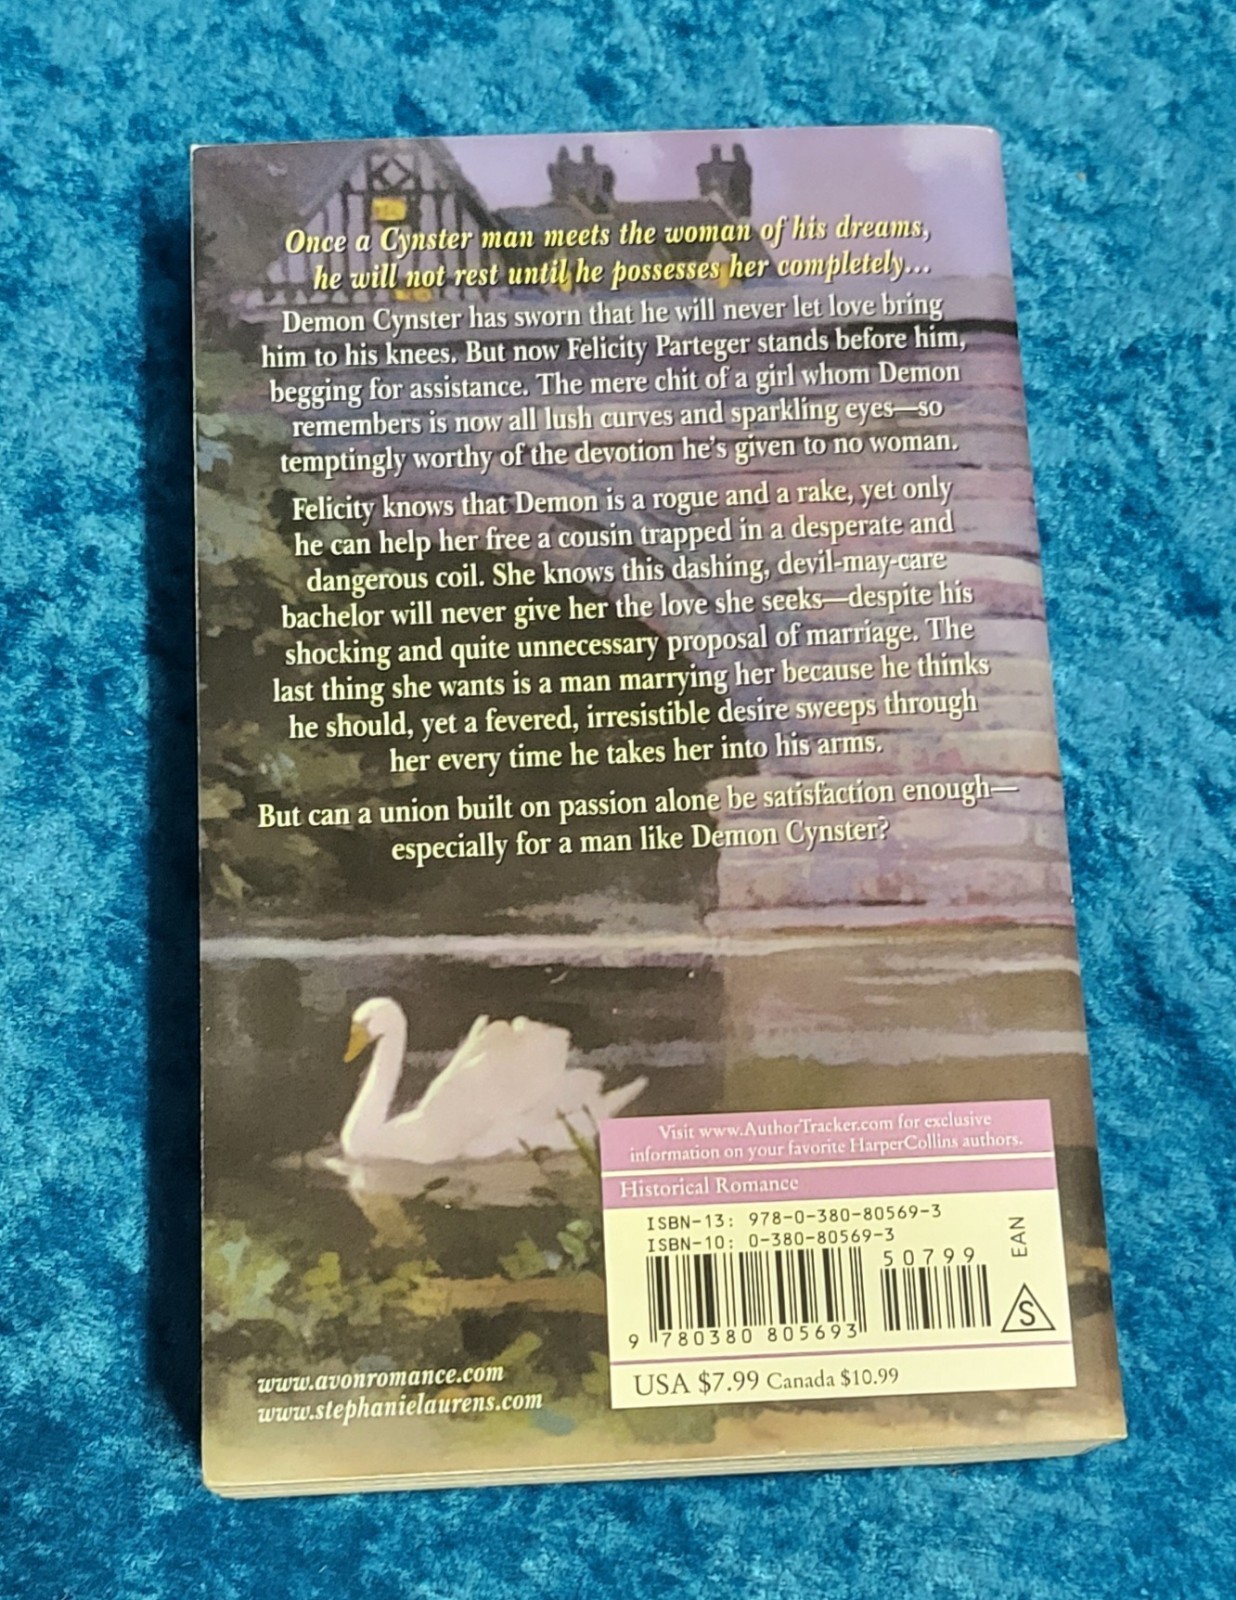 Once a Cynster man meets the woman of his dreams,
he will not rest until he possesses her completely...
Demon Cynster has sworn that he will never let love bring
him to his knees. But now Felicity Parteger stands before him,
begging for assistance. The mere chit of a girl whom Demon
remembers is now all lush curves and sparkling eyes—so
temptingly worthy of the devotion he's given to no woman.
Felicity knows that Demon is a rogue and a rake, yet only
he can help her free a cousin trapped in a desperate and
dangerous coil. She knows this dashing, devil-may-care
bachelor will never give her the love she seeks—despite his
shocking and quite unnecessary proposal of marriage. The
last thing she wants is a man marrying her because he thinks
he should, yet a fevered, irresistible desire sweeps through
her every time he takes her into his arms.
But can a union built on passion alone be satisfaction enough—
especially for a man like Demon Cynster?
Visit www.AuthorTracker.com for exclusive
information on your favorite HarperCollins authors.
Historical Romance
ISBN-13: 978-0-380-80569-3
ISBN-10: 0-380-80569-3
50799
EAN
S
9 780380 805693
USA $7.99 Canada $10.99
www.avonromance.com
www.stephanielaurens.com